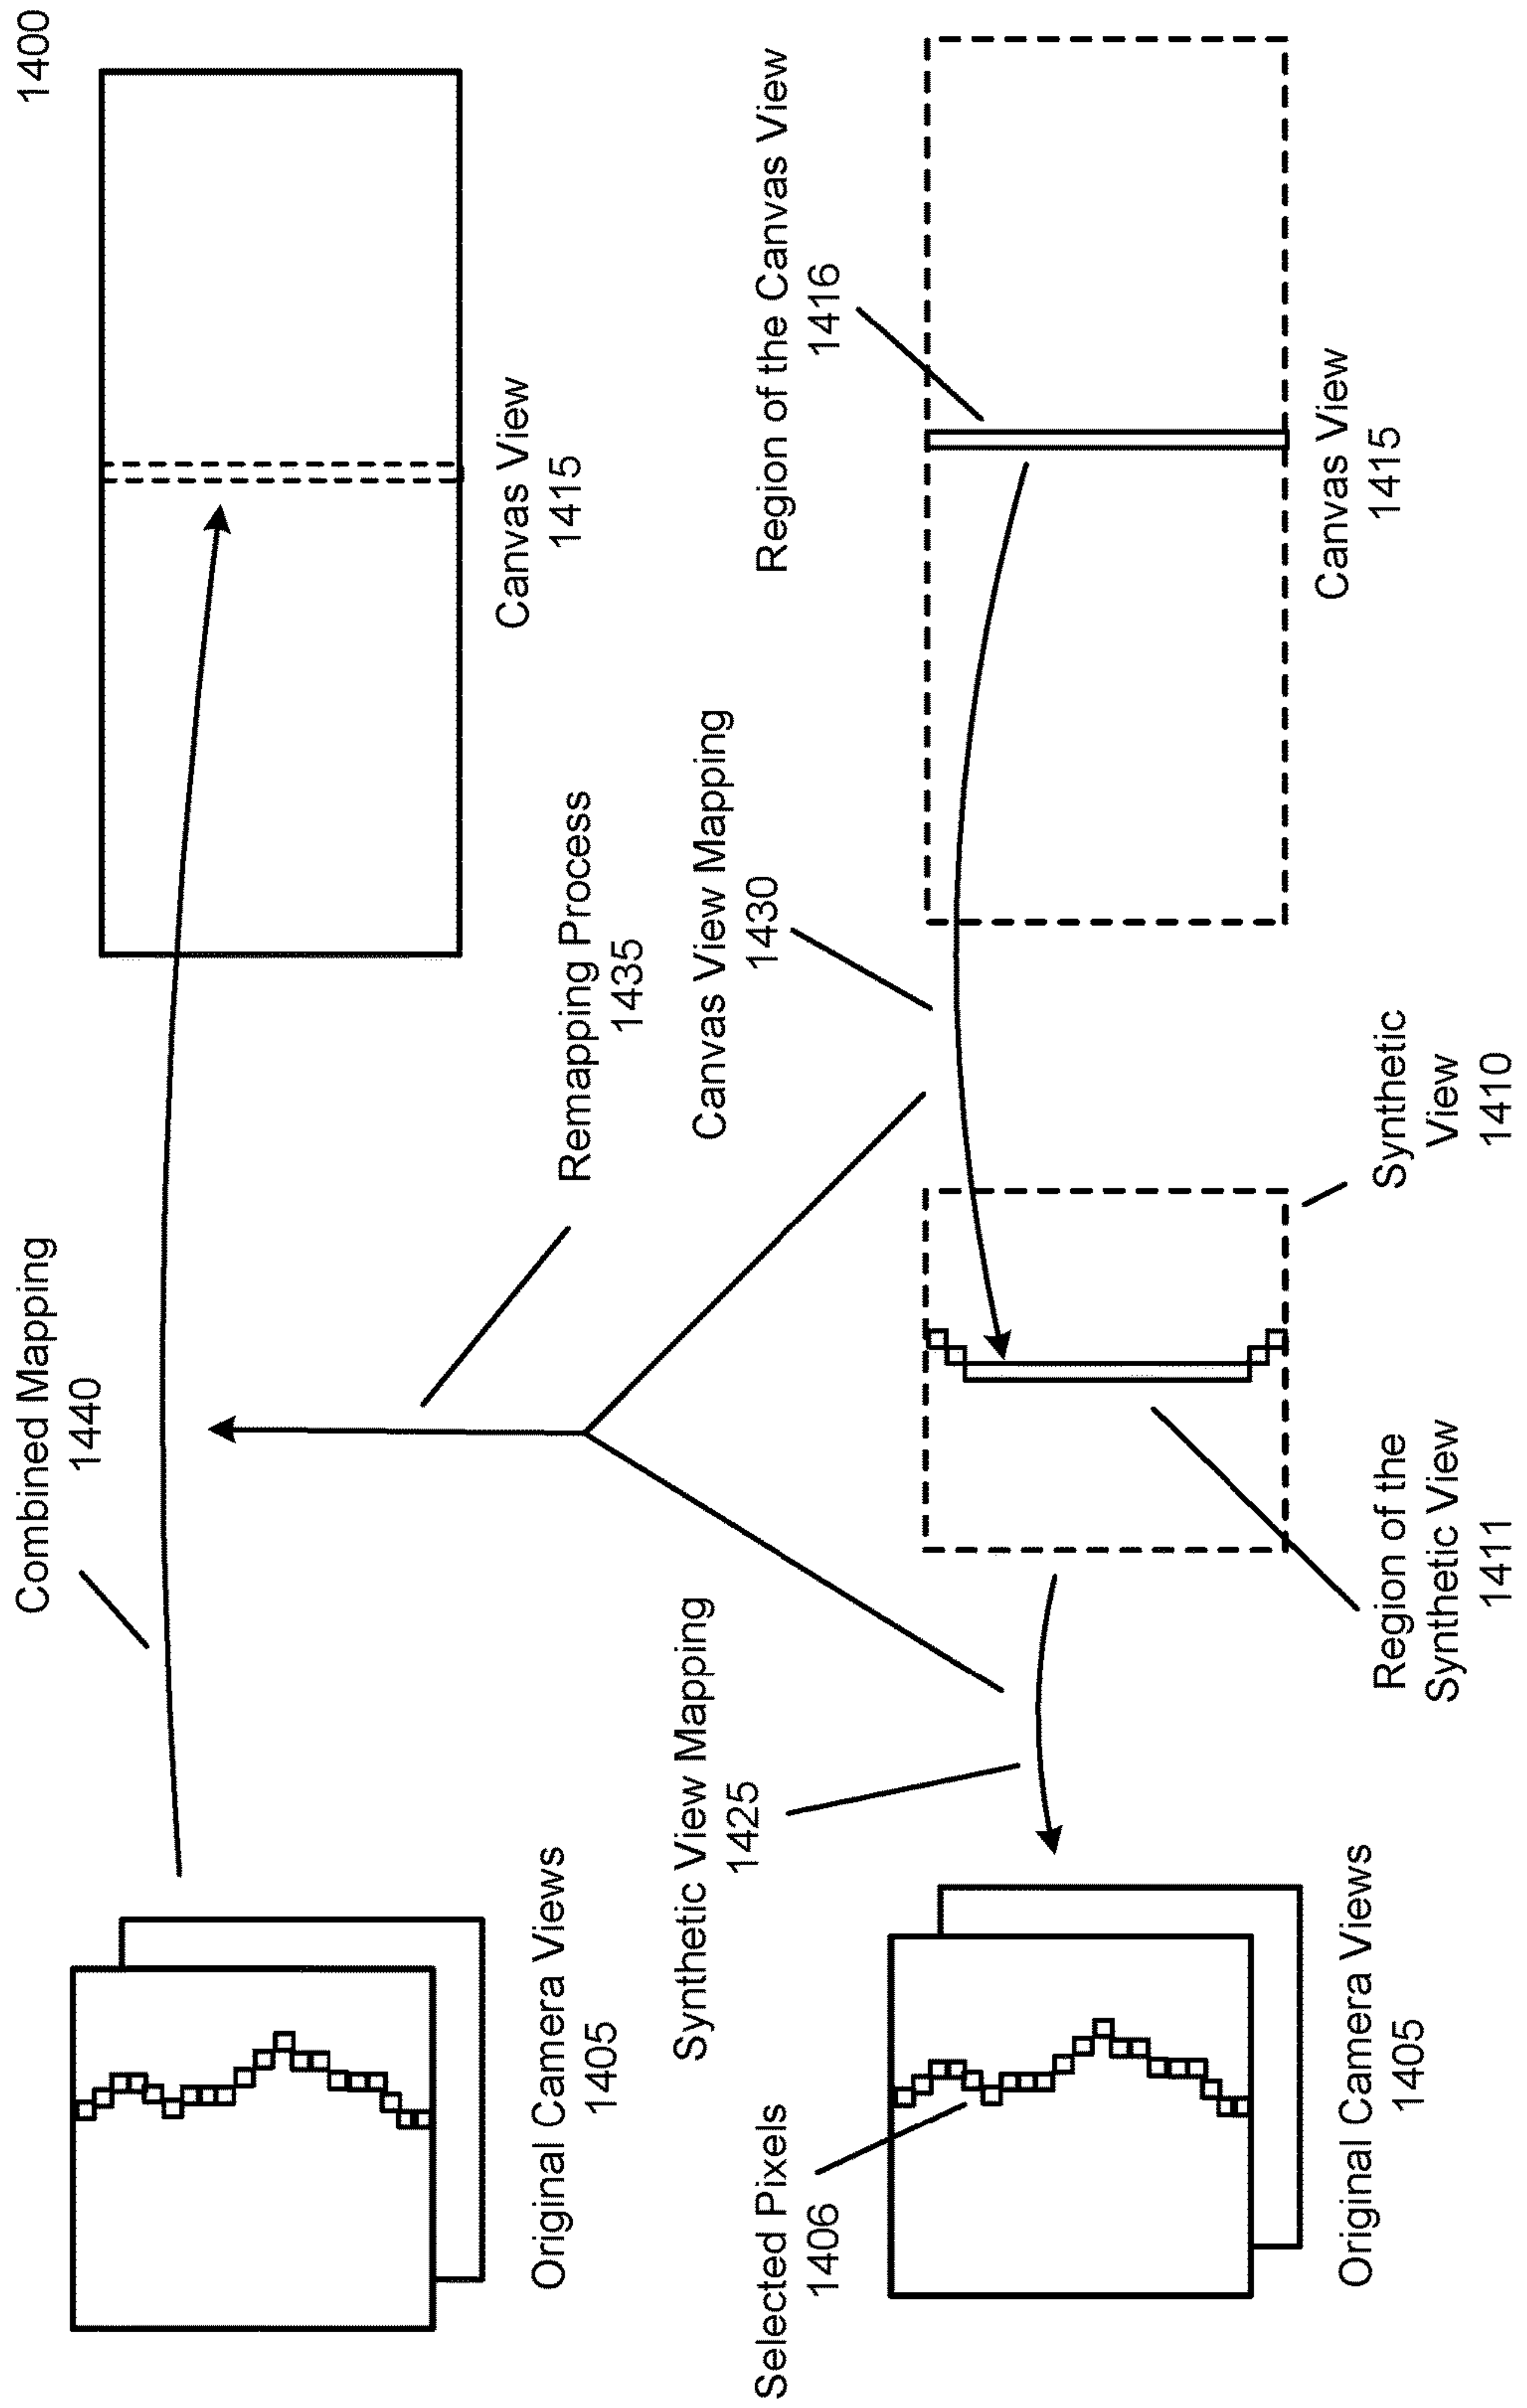 1400
Combined Mapping
1440
Original Camera Views
1405
Canvas View
1415
Remapping Process
1435
Synthetic View Mapping
1425
Canvas View Mapping
1430
Selected Pixels
1406
Region of the Canvas View
1416
Original Camera Views
1405
Region of the
Synthetic View
1411
Synthetic
View
1410
Canvas View
1415